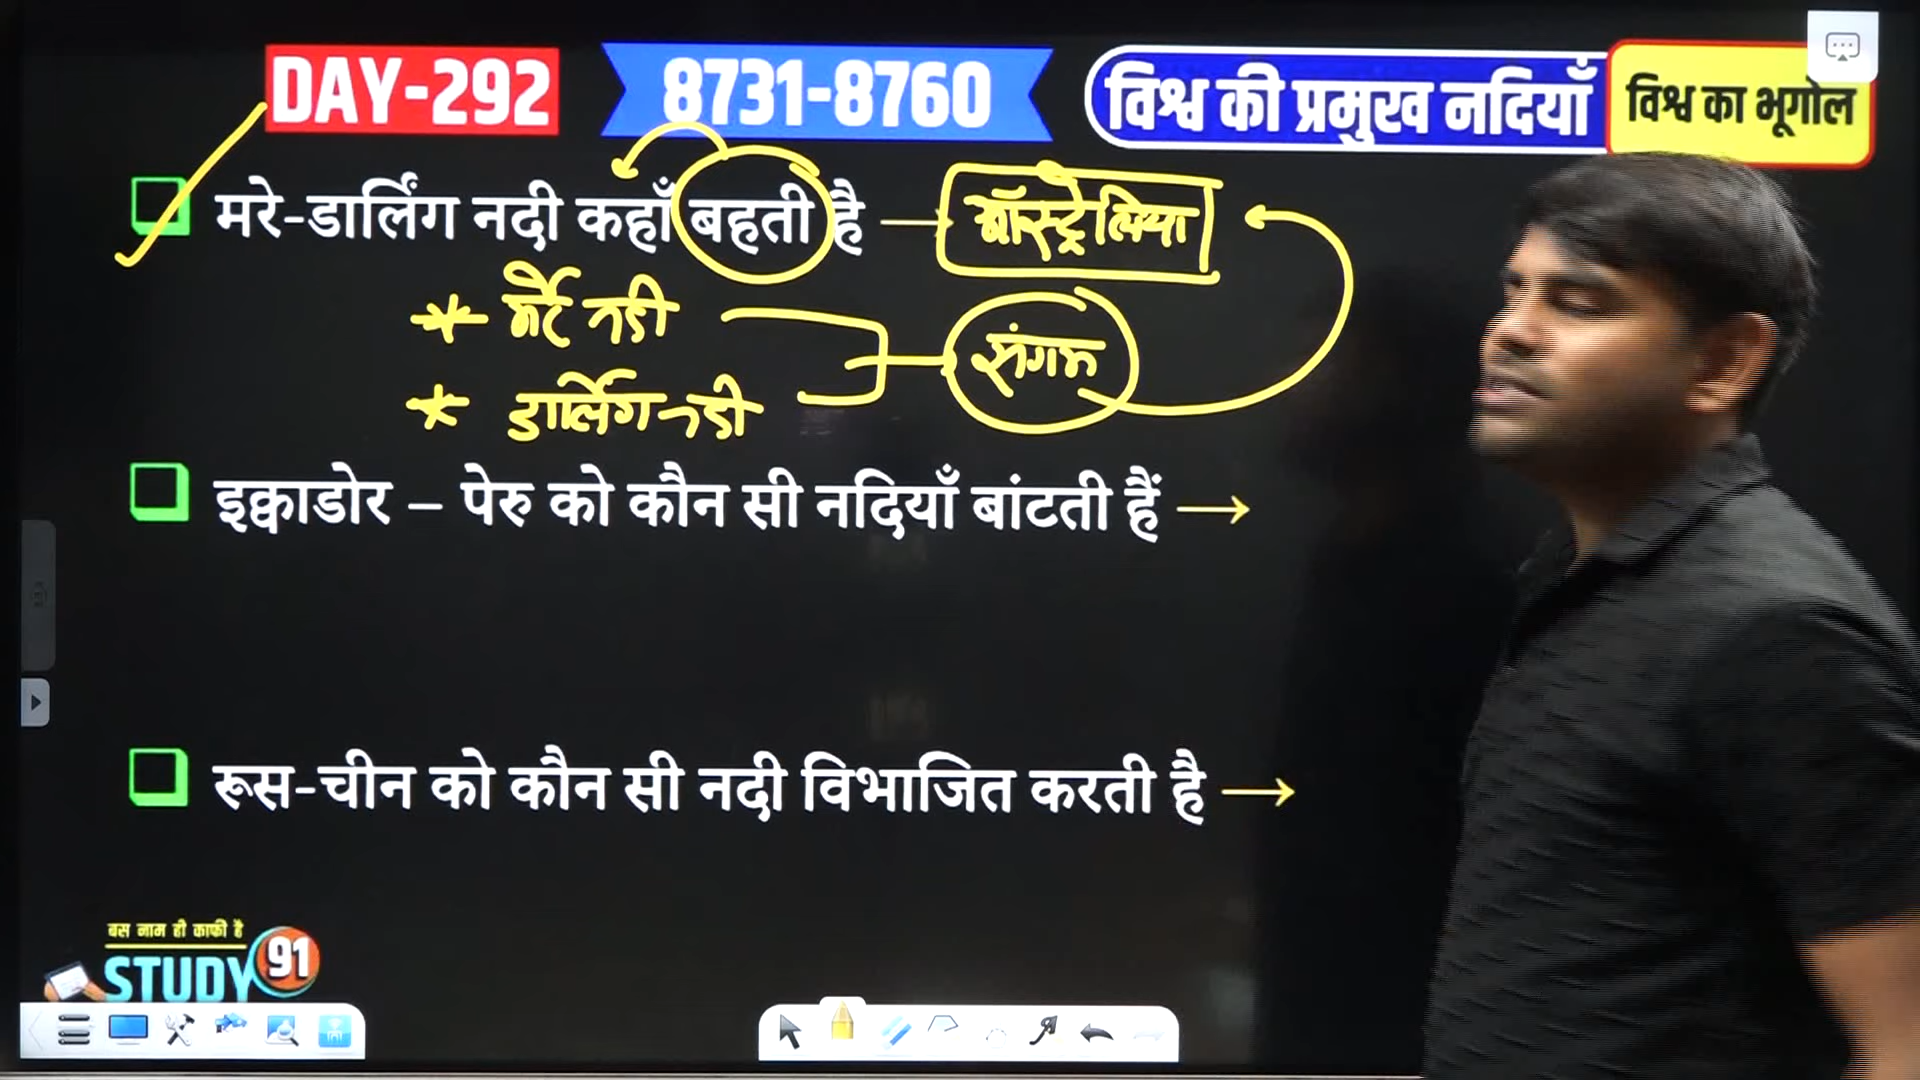 DAY-292 8731-8760 विश्व की प्रमुख नदियाँ विश्व का भूगोल
मरे-डार्लिंग नदी कहाँ बहती है — ऑस्ट्रेलिया
* मर्रे नदी
* डार्लिंग नदी
संगम
इक्वाडोर – पेरु को कौन सी नदियाँ बांटती हैं →
रूस-चीन को कौन सी नदी विभाजित करती है →
बस नाम ही काफी है
STUDY 91